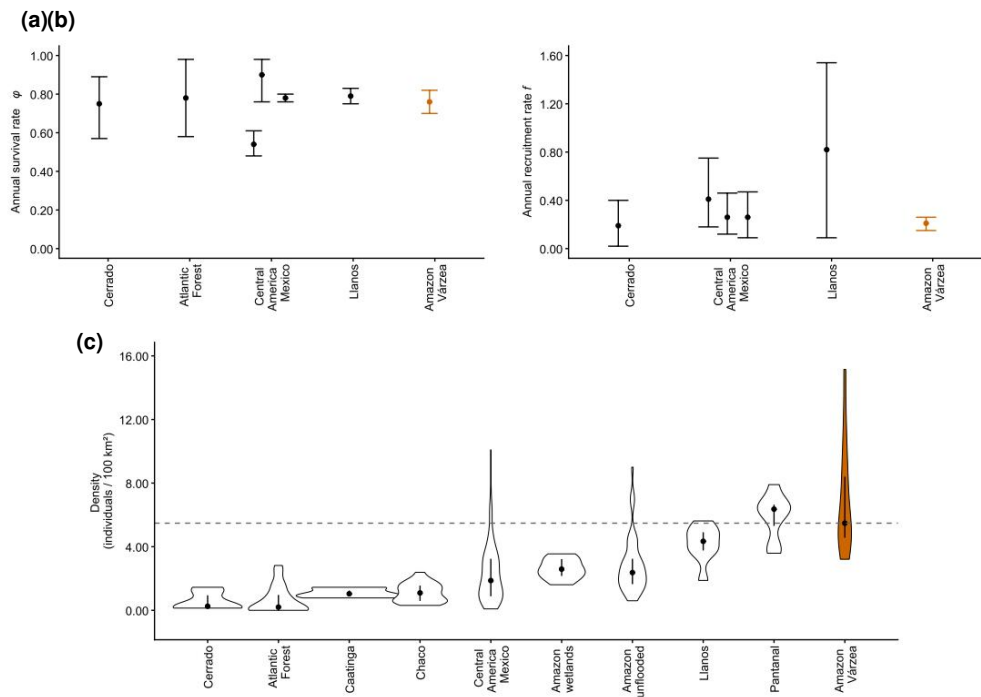 (a)(b)
1.00
0.80
0.60
0.40
0.20
0.00
Annual survival rate φ
Cerrado
Atlantic
Forest
Central
America
Mexico
Llanos
Amazon
Várzea
1.60
1.20
0.80
0.40
0.00
Annual recruitment rate f
Cerrado
Central
America
Mexico
Llanos
Amazon
Várzea
(c)
16.00
12.00
8.00
4.00
0.00
Density
(individuals / 100 km²)
Cerrado
Atlantic
Forest
Caatinga
Chaco
Central
America
Mexico
Amazon
wetlands
Amazon
unflooded
Llanos
Pantanal
Amazon
Várzea